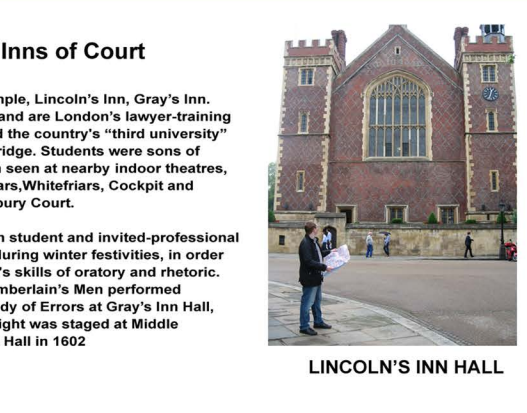 Inns of Court
mple, Lincoln's Inn, Gray's Inn.
and are London's lawyer-training
d the country's "third university"
ridge. Students were sons of
n seen at nearby indoor theatres,
ars,Whitefriars, Cockpit and
bury Court.
n student and invited-professional
during winter festivities, in order
's skills of oratory and rhetoric.
mberlain's Men performed
dy of Errors at Gray's Inn Hall,
ight was staged at Middle
Hall in 1602
LINCOLN'S INN HALL